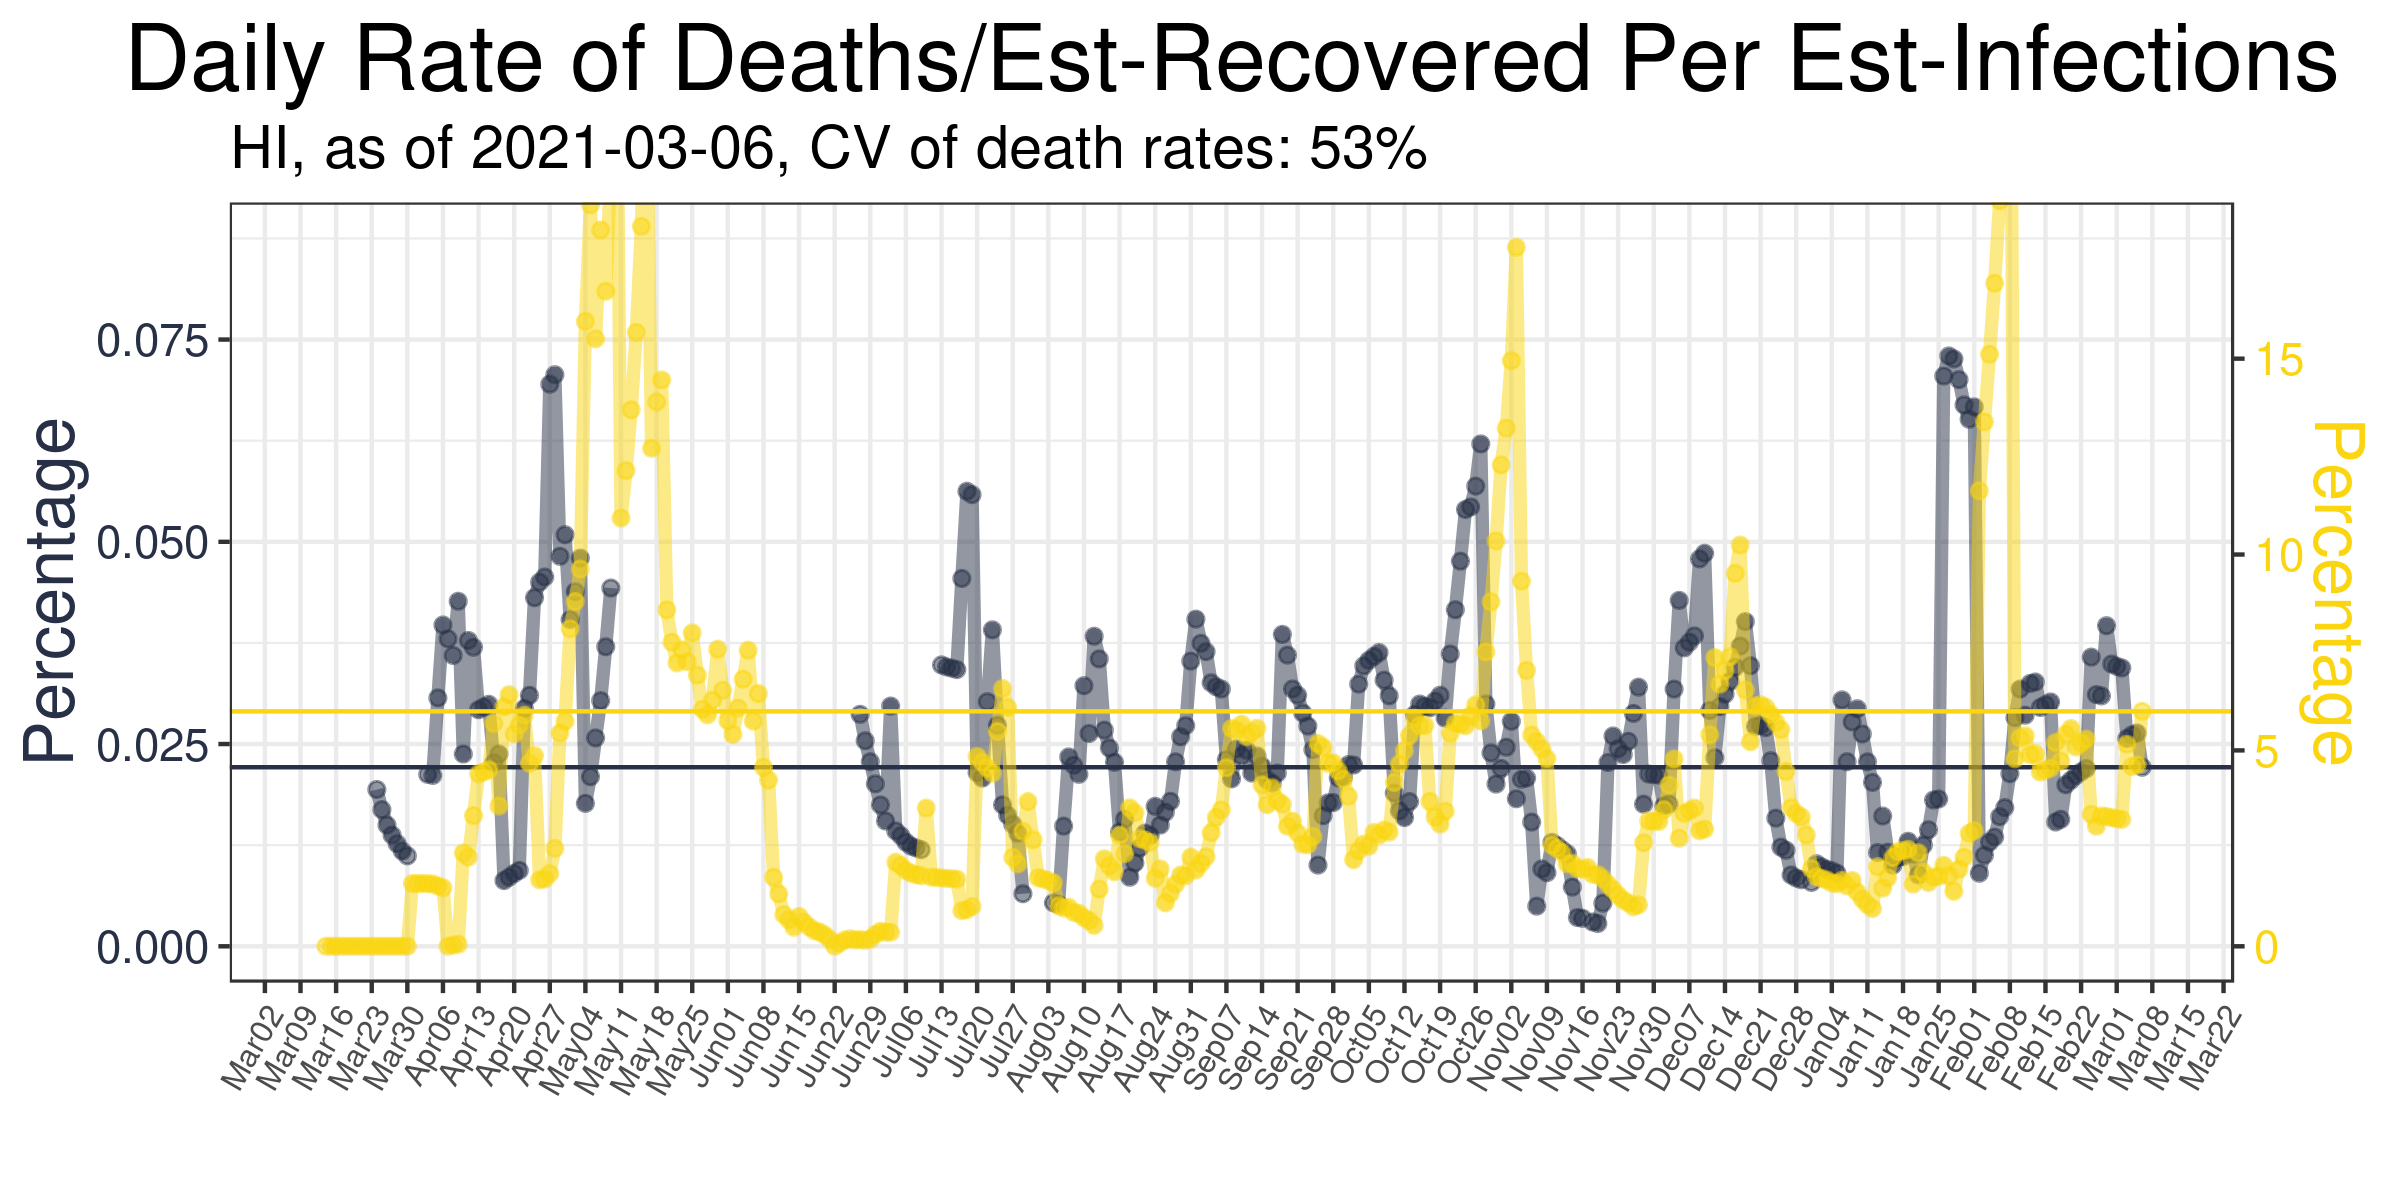 Daily Rate of Deaths/Est-Recovered Per Est-Infections
HI, as of 2021-03-06, CV of death rates: 53%
Percentage
0.075
0.050
0.025
0.000
15
10
5
0
Percentage
Mar02
Mar09
Mar16
Mar23
Mar30
Apr06
Apr13
Apr20
Apr27
May04
May11
May18
May25
Jun01
Jun08
Jun15
Jun22
Jun29
Jul06
Jul13
Jul20
Jul27
Aug03
Aug10
Aug17
Aug24
Aug31
Sep07
Sep14
Sep21
Sep28
Oct05
Oct12
Oct19
Oct26
Nov02
Nov09
Nov16
Nov23
Nov30
Dec07
Dec14
Dec21
Dec28
Dec04
Jan11
Jan18
Jan25
Feb01
Feb08
Feb15
Feb22
Mar01
Mar08
Mar15
Mar22